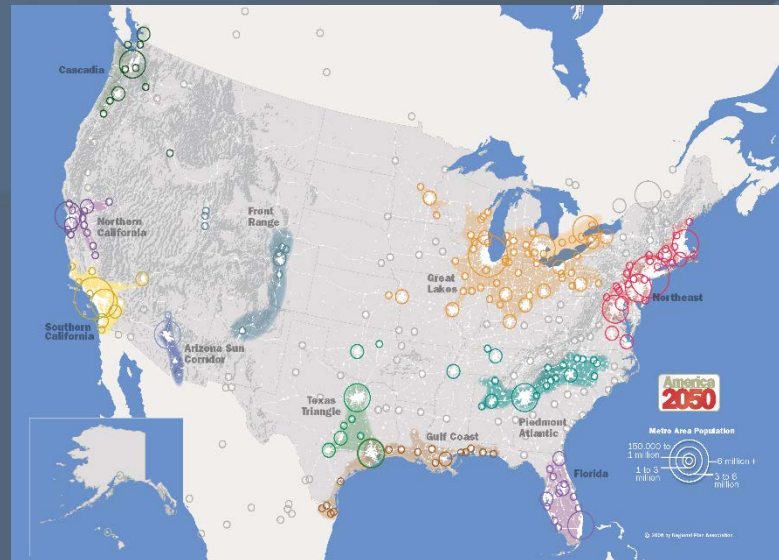 Cascadia
Northern
California
Front
Range
Great
Lakes
Northeast
Southern
California
Arizona Sun
Corridor
Texas
Triangle
Gulf Coast
Piedmont
Atlantic
Florida
America
2050
Metro Area Population
150,000 to
1 million
6 million +
1 to 3
million
3 to 6
million
© 2008 by Regional Plan Association